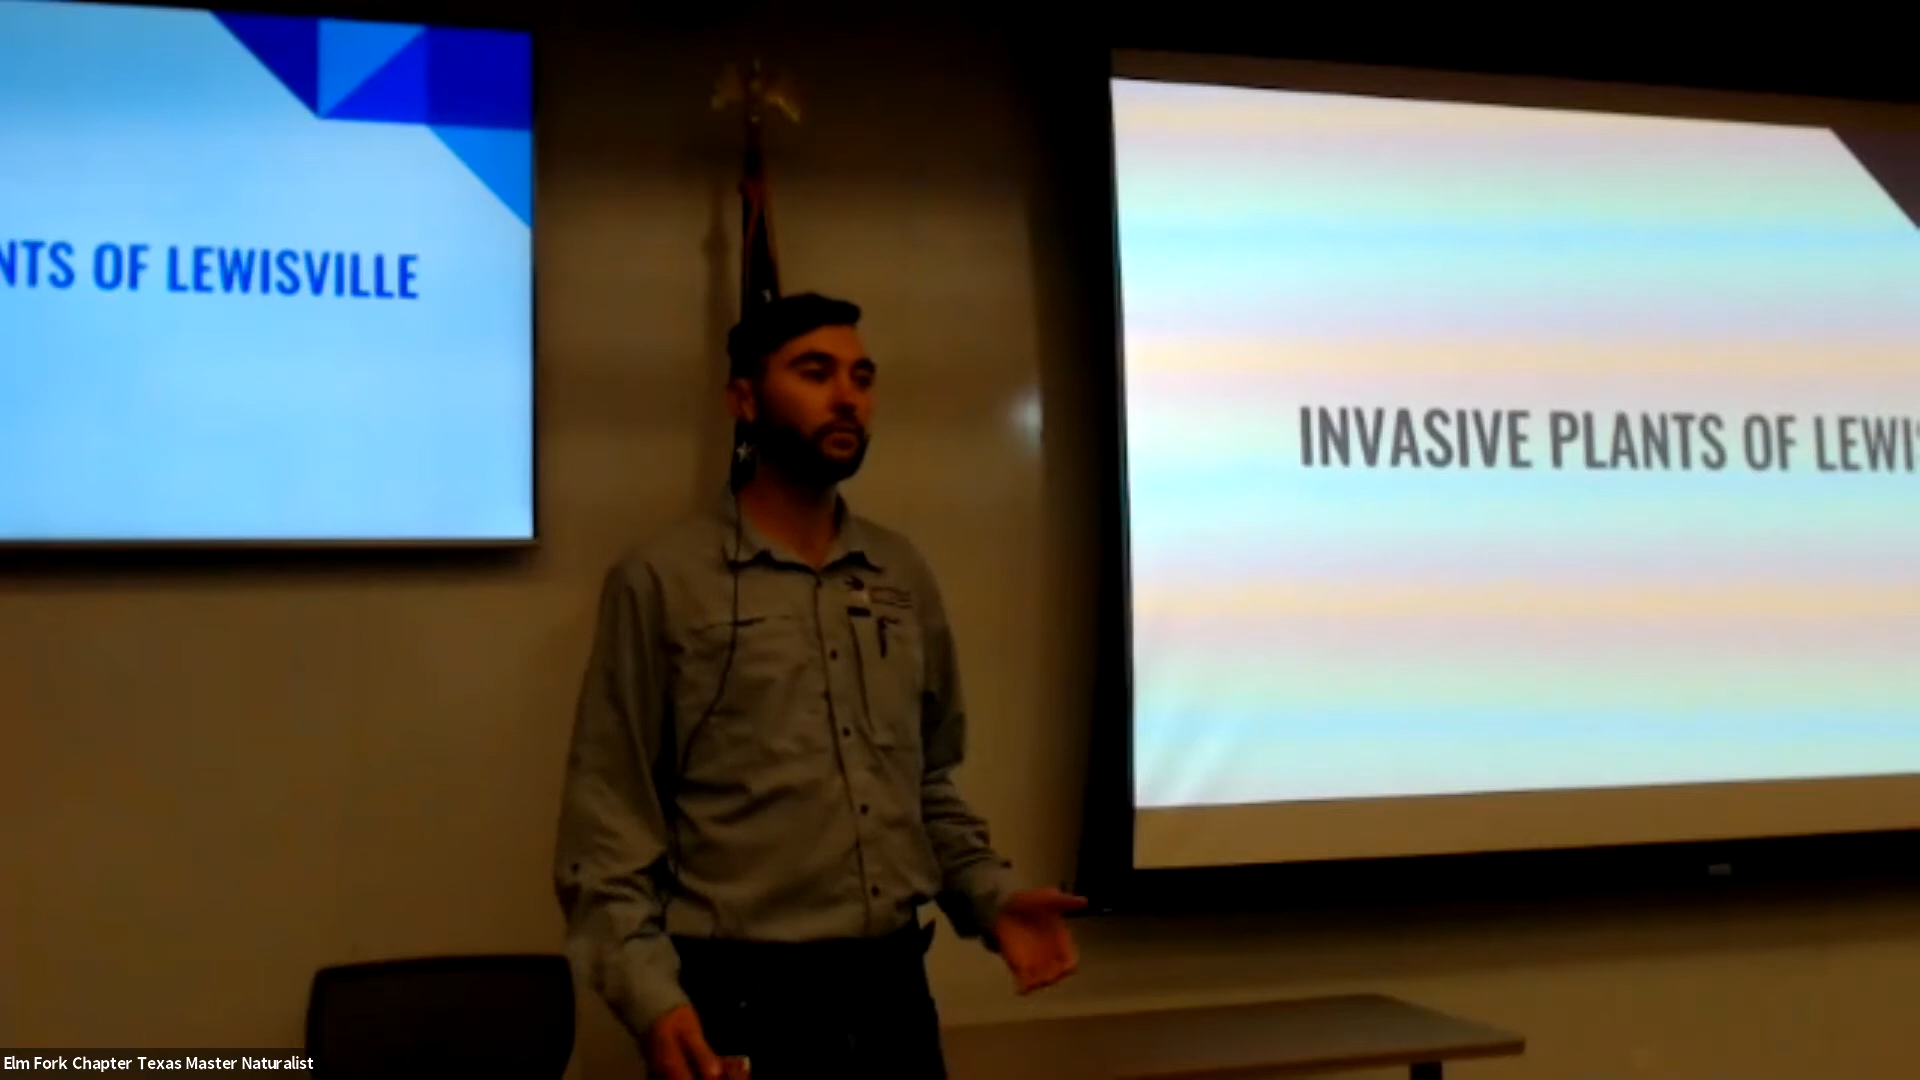 NTS OF LEWISVILLE
INVASIVE PLANTS OF LEWI
Elm Fork Chapter Texas Master Naturalist